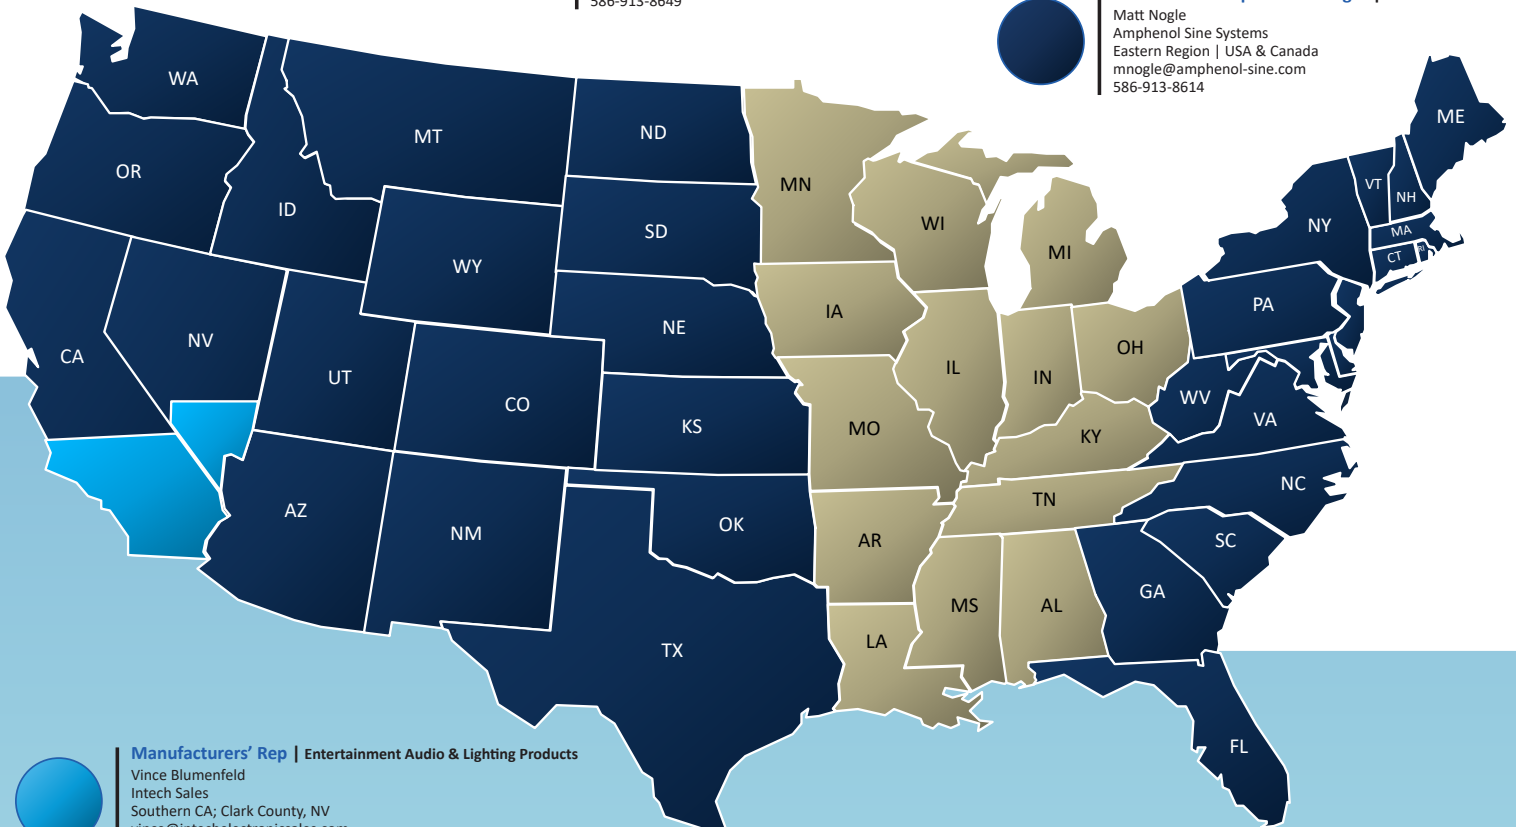 586-913-8649
Matt Nogle
Amphenol Sine Systems
Eastern Region | USA & Canada
mnogle@amphenol-sine.com
586-913-8614
WA
OR
ID
MT
ND
MN
WI
MI
ME
VT
NH
NY
MA
CT
RI
WY
SD
IA
NE
PA
CA
NV
UT
CO
KS
MO
IL
IN
OH
KY
WV
VA
AZ
NM
OK
AR
TN
NC
SC
TX
LA
MS
AL
GA
FL
Manufacturers’ Rep | Entertainment Audio & Lighting Products
Vince Blumenfeld
Intech Sales
Southern CA; Clark County, NV